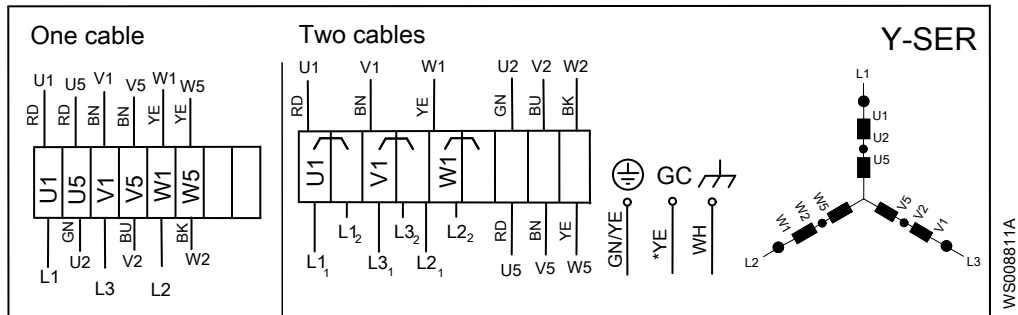 One cable
Two cables
Y-SER
U1 U5 V1 V5 W1 W5
RD RD BN BN YE YE
U1 U5 V1 V5 W1 W5
GN BU BK
L1 U2 L3 V2 L2 W2
U1 V1 W1 U2 V2 W2
RD BN YE GN BU BK
U1 V1 W1
L1₁ L1₂ L3₁ L3₂ L2₁ L2₂
RD BN YE
U5 V5 W5
GC
GN/YE *YE WH
L1
U1
U2
U5
W1 W2 W5
V5 V2 V1
L2
L3
WS008811A